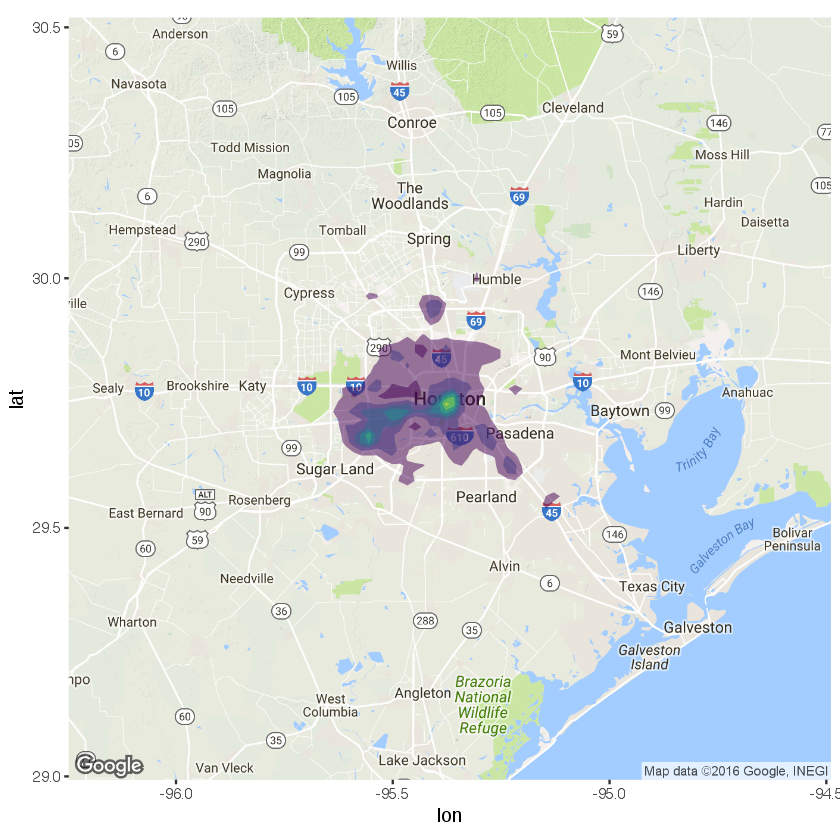 30.5
Anderson
59
6
Willis
Navasota
45
105
105
105
Cleveland
Conroe
146
77
05
Todd Mission
Moss Hill
Magnolia
105
The
Woodlands
69
6
Hardin
Daisetta
Hempstead
290
Tomball
Spring
99
Liberty
30.0
Humble
Cypress
146
ville
69
290
45
90
Mont Belvieu
Sealy
10
Brookshire
Katy
10
10
10
Anahuac
Houston
Baytown
99
610
Pasadena
99
Sugar Land
Trinity Bay
ALT
90
Rosenberg
Pearland
East Bernard
45
29.5
59
60
146
Galveston Bay
Bolivar
Peninsula
Alvin
Needville
6
Texas City
36
Wharton
288
35
Galveston
Galveston
Island
mpo
Brazoria
National
Wildlife
Refuge
Angleton
West
Columbia
60
35
Lake Jackson
Van Vleck
Google
Map data ©2016 Google, INEGI
29.0
-96.0
-95.5
-95.0
-94.5
lon
lat